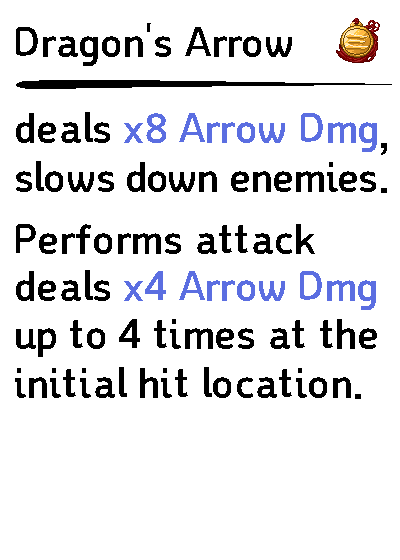 Dragon's Arrow
deals x8 Arrow Dmg,
slows down enemies.
Performs attack
deals x4 Arrow Dmg
up to 4 times at the
initial hit location.